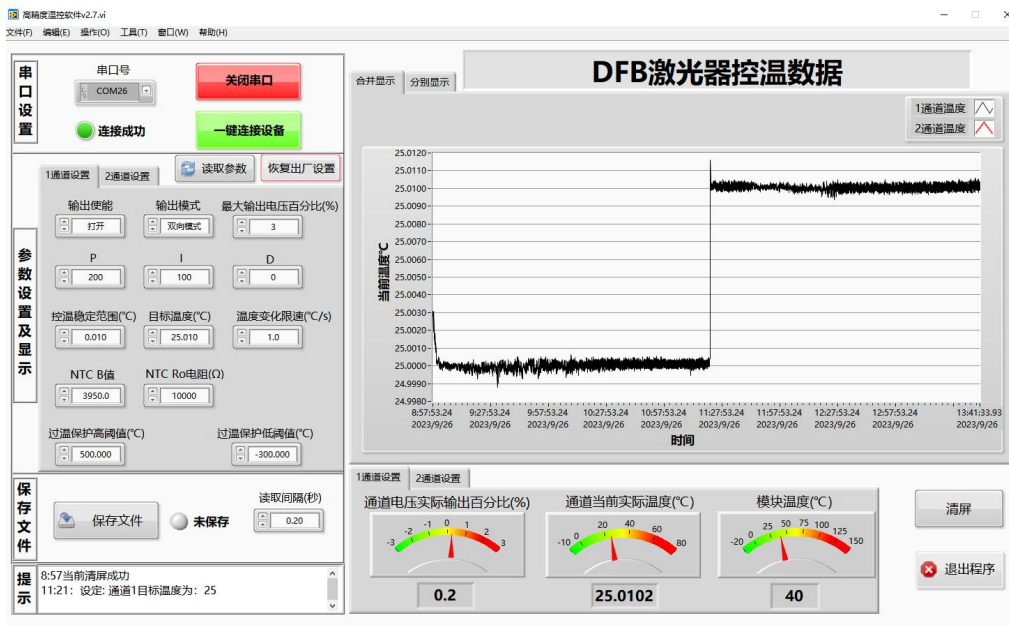 高精度温控软件v2.7.vi
文件(F) 编辑(E) 操作(O) 工具(T) 窗口(W) 帮助(H)
串口设置
串口号
COM26
关闭串口
连接成功
一键连接设备
参数设置及显示
1通道设置 2通道设置 读取参数 恢复出厂设置
输出使能 输出模式 最大输出电压百分比(%)
打开 双向模式 3
P I D
200 100 0
控温稳定范围(℃) 目标温度(℃) 温度变化限速(℃/s)
0.010 25.010 1.0
NTC B值 NTC Ro电阻(Ω)
3950.0 10000
过温保护高阈值(℃) 过温保护低阈值(℃)
500.000 -300.000
保存文件
保存文件 未保存
读取间隔(秒)
0.20
提示
8:57当前清屏成功
11:21：设定: 通道1目标温度为：25
合并显示 分别显示
DFB激光器控温数据
1通道温度
2通道温度
当前温度℃
25.0120
25.0110
25.0100
25.0090
25.0080
25.0070
25.0060
25.0050
25.0040
25.0030
25.0020
25.0010
25.0000
24.9990
24.9980
8:57:53.24 9:27:53.24 9:57:53.24 10:27:53.24 10:57:53.24 11:27:53.24 11:57:53.24 12:27:53.24 12:57:53.24 13:41:33.93
2023/9/26 2023/9/26 2023/9/26 2023/9/26 2023/9/26 2023/9/26 2023/9/26 2023/9/26 2023/9/26 2023/9/26
时间
1通道设置 2通道设置
通道电压实际输出百分比(%) 通道当前实际温度(℃) 模块温度(℃)
-3 -2 -1 0 1 2 3
-10 0 20 40 60 80
-20 0 25 50 75 100 125 150
0.2 25.0102 40
清屏
退出程序